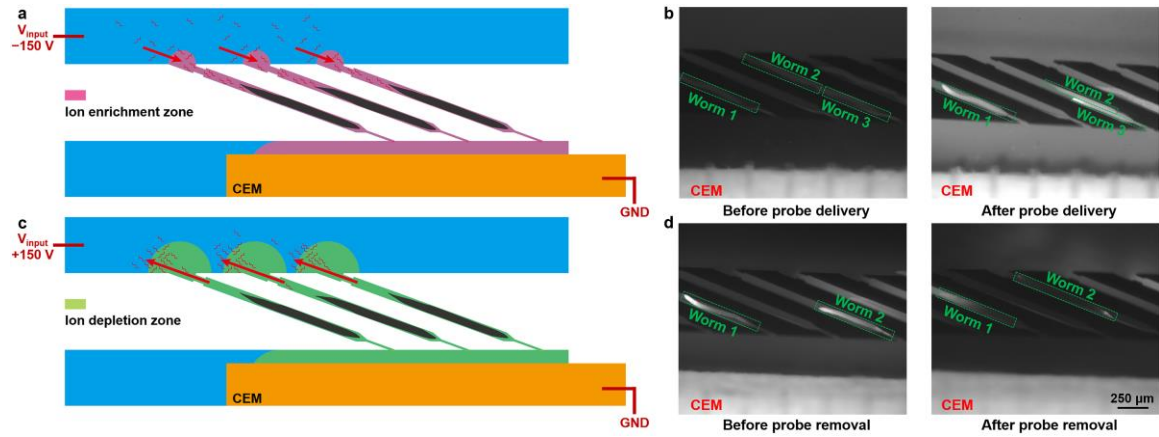 a
V_input
−150 V
Ion enrichment zone
CEM
GND
b
Worm 1
Worm 2
Worm 3
CEM
Before probe delivery
Worm 1
Worm 2
Worm 3
CEM
After probe delivery
c
V_input
+150 V
Ion depletion zone
CEM
GND
d
Worm 1
Worm 2
CEM
Before probe removal
Worm 1
Worm 2
CEM
250 µm
After probe removal